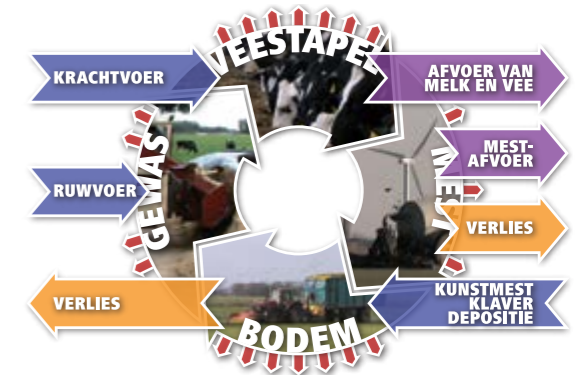 VEESTAPEL
KRACHTVOER
AFVOER VAN
MELK EN VEE
MEST-
AFVOER
MEST
GEWAS
RUWVOER
VERLIES
VERLIES
KUNSTMEST
KLAVER
DEPOSITIE
BODEM